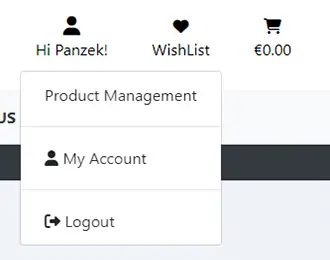 Hi Panzek!
WishList
€0.00
US
Product Management
My Account
Logout